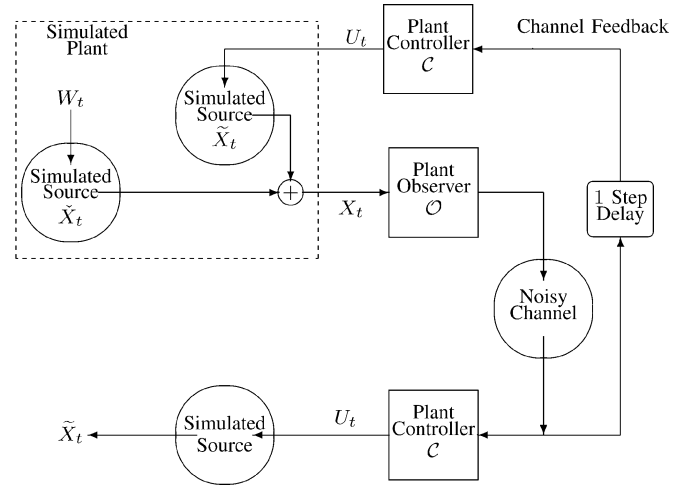 Simulated
Plant
Channel Feedback
U_t
Plant
Controller
𝒞
W_t
Simulated
Source
X̃_t
Simulated
Source
X̌_t
+
X_t
Plant
Observer
𝒪
1 Step
Delay
Noisy
Channel
X̃_t
Simulated
Source
U_t
Plant
Controller
𝒞